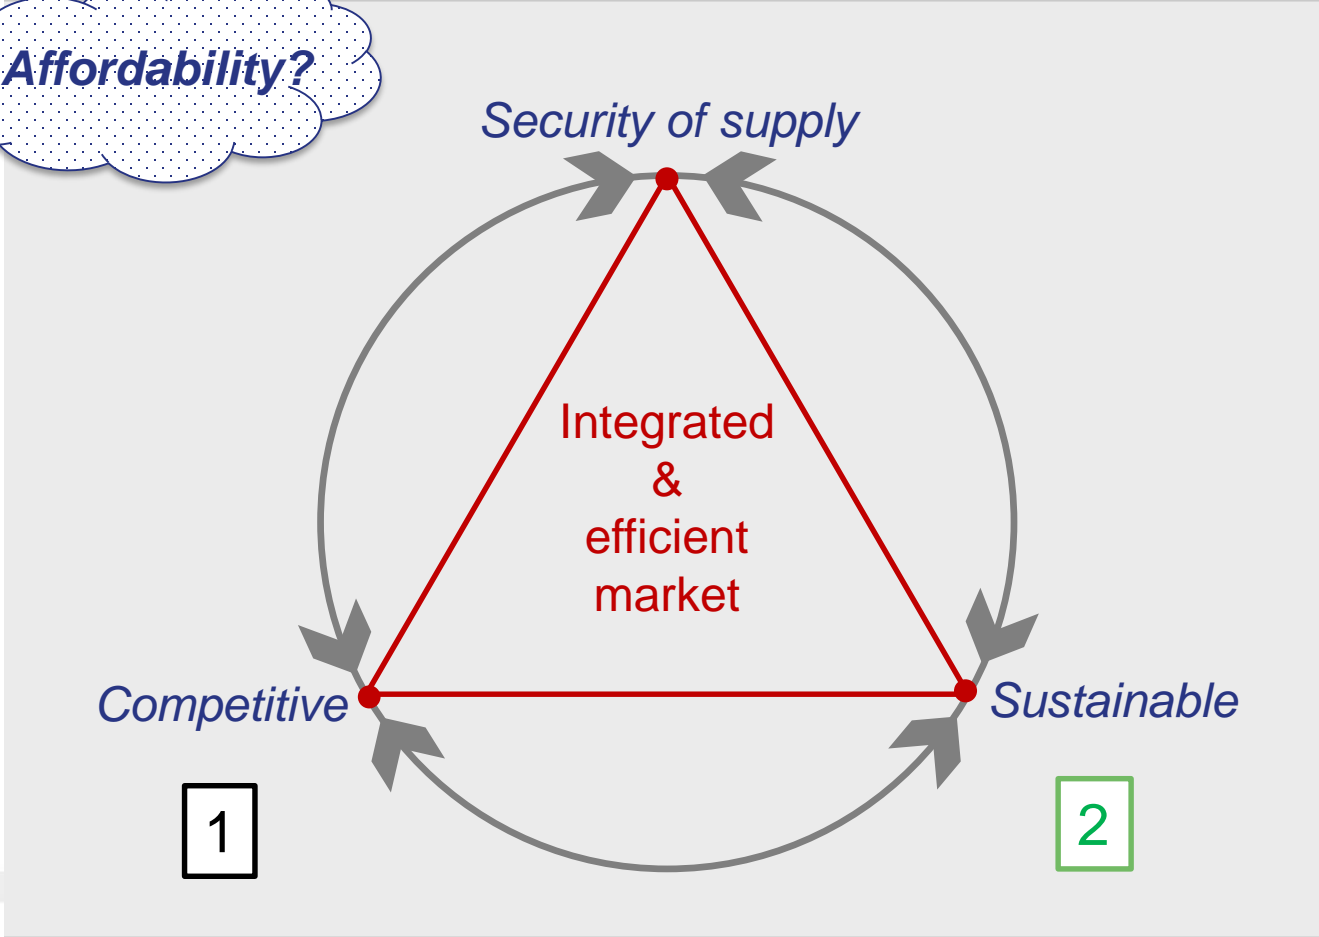 Affordability?
Security of supply
Integrated
&
efficient
market
Competitive
Sustainable
1
2